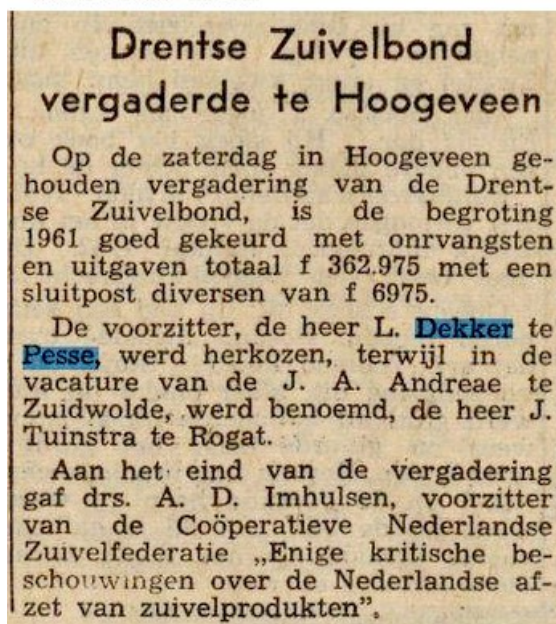 Drentse Zuivelbond
vergaderde te Hoogeveen
Op de zaterdag in Hoogeveen ge-
houden vergadering van de Drent-
se Zuivelbond, is de begroting
1961 goed gekeurd met onrvangsten
en uitgaven totaal f 362.975 met een
sluitpost diversen van f 6975.
De voorzitter, de heer L. Dekker te
Pesse, werd herkozen, terwijl in de
vacature van de J. A. Andreae te
Zuidwolde, werd benoemd, de heer J.
Tuinstra te Rogat.
Aan het eind van de vergadering
gaf drs. A. D. Imhulsen, voorzitter
van de Coöperatieve Nederlandse
Zuivelfederatie „Enige kritische be-
schouwingen over de Nederlandse af-
zet van zuivelprodukten”.